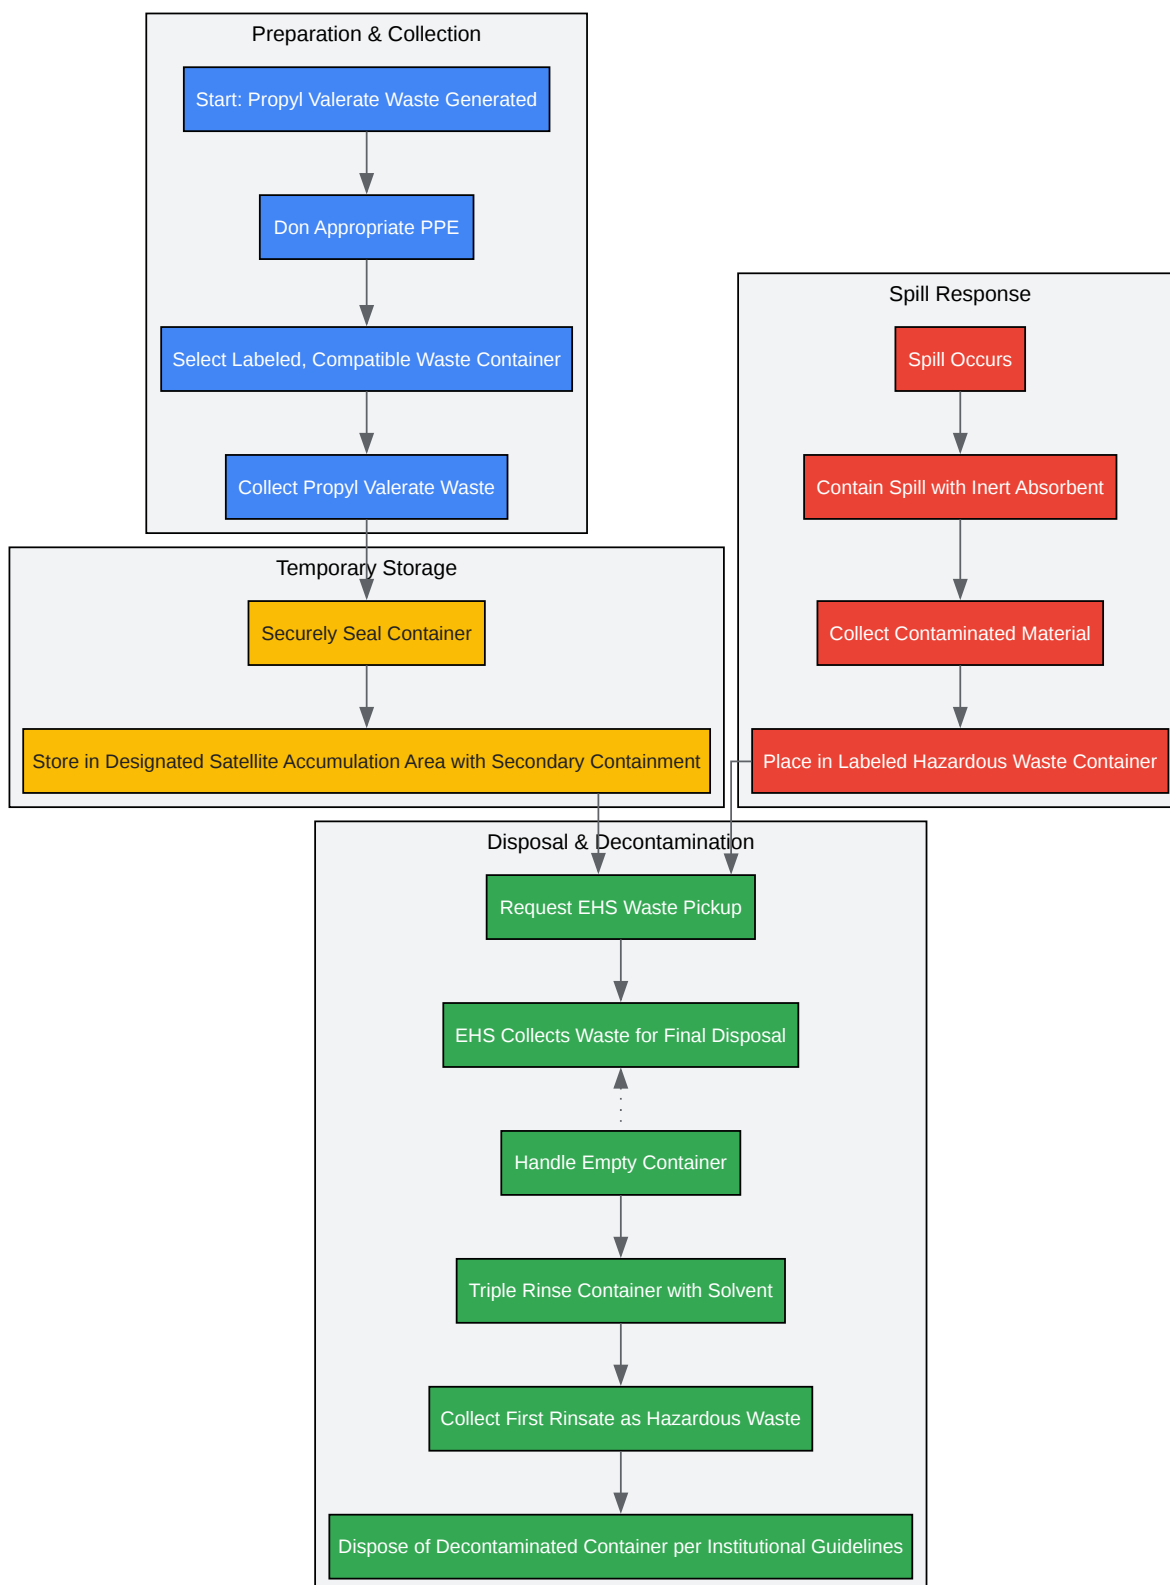 Preparation & Collection
Start: Propyl Valerate Waste Generated
Don Appropriate PPE
Select Labeled, Compatible Waste Container
Collect Propyl Valerate Waste
Temporary Storage
Securely Seal Container
Store in Designated Satellite Accumulation Area with Secondary Containment
Spill Response
Spill Occurs
Contain Spill with Inert Absorbent
Collect Contaminated Material
Place in Labeled Hazardous Waste Container
Disposal & Decontamination
Request EHS Waste Pickup
EHS Collects Waste for Final Disposal
Handle Empty Container
Triple Rinse Container with Solvent
Collect First Rinsate as Hazardous Waste
Dispose of Decontaminated Container per Institutional Guidelines